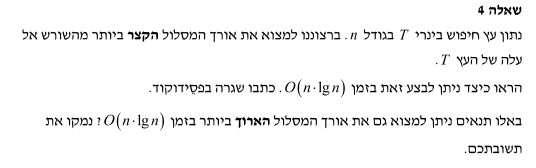 שאלה 4
נתון עץ חיפוש בינרי T בגודל n. ברצוננו למצוא את אורך המסלול הקצר ביותר מהשורש אל
עלה של העץ T.
הראו כיצד ניתן לבצע זאת בזמן O(n·lg n). כתבו שגרה בפסידוקוד.
באלו תנאים ניתן למצוא גם את אורך המסלול הארוך ביותר בזמן O(n·lg n)? נמקו את
תשובתכם.